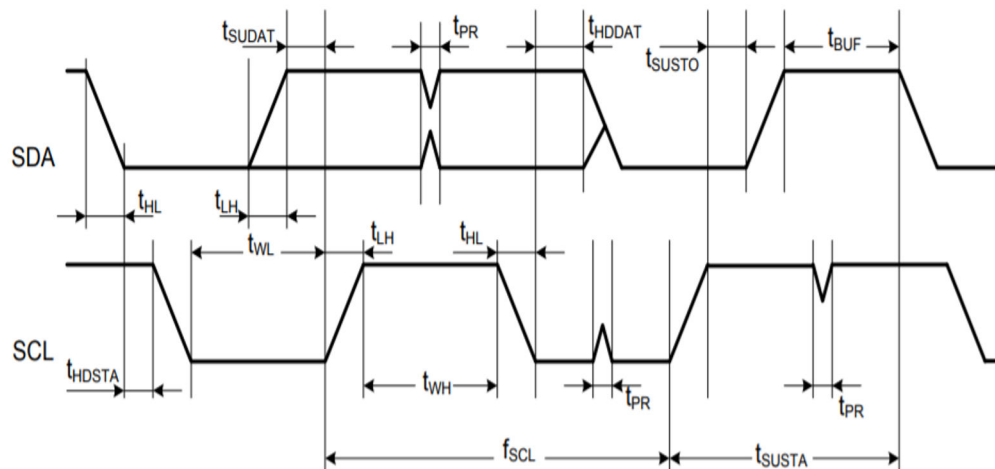 tSUDAT tPR tHDDAT tSUSTO tBUF
SDA
tHL tLH tWL tLH tHL
SCL
tHDSTA tWH tPR tPR
fSCL tSUSTA